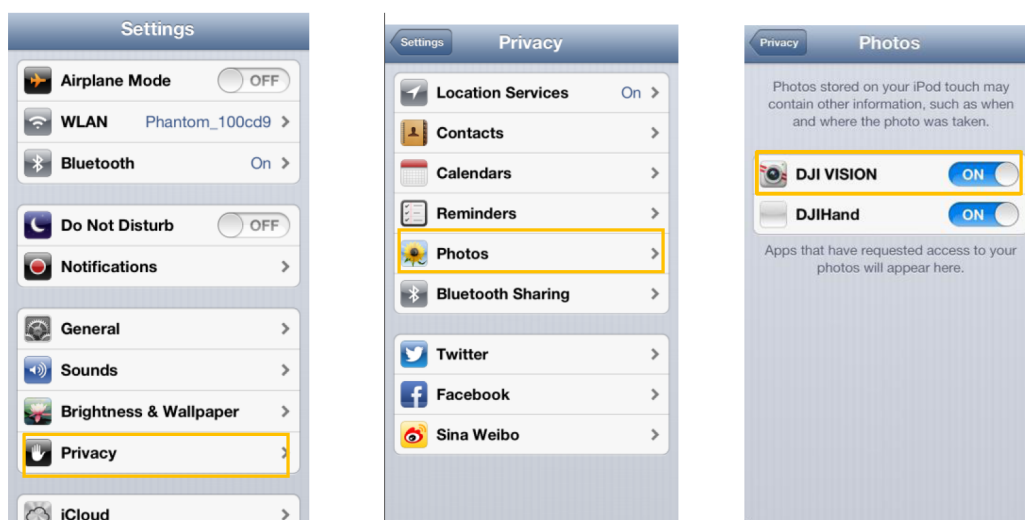 Settings
Airplane Mode OFF
WLAN Phantom_100cd9
Bluetooth On
Do Not Disturb OFF
Notifications
General
Sounds
Brightness & Wallpaper
Privacy
iCloud
Settings Privacy
Location Services On
Contacts
Calendars
Reminders
Photos
Bluetooth Sharing
Twitter
Facebook
Sina Weibo
Privacy Photos
Photos stored on your iPod touch may
contain other information, such as when
and where the photo was taken.
DJI VISION ON
DJIHand ON
Apps that have requested access to your
photos will appear here.